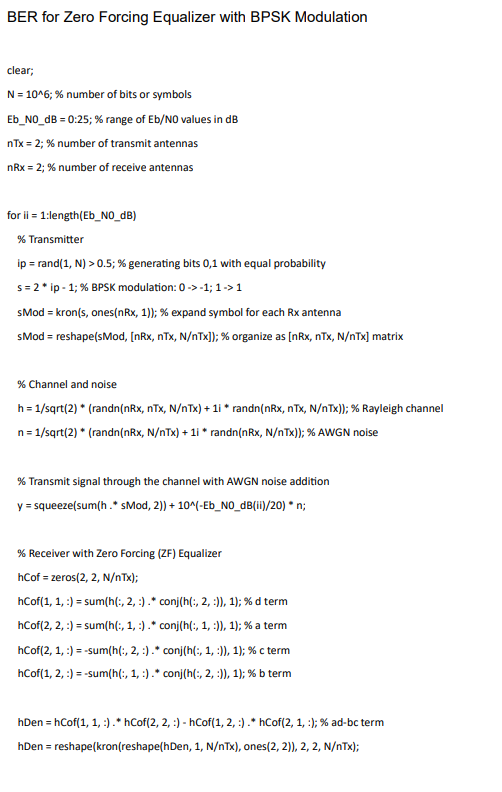 BER for Zero Forcing Equalizer with BPSK Modulation
clear;
N = 10^6; % number of bits or symbols
Eb_N0_dB = 0:25; % range of Eb/N0 values in dB
nTx = 2; % number of transmit antennas
nRx = 2; % number of receive antennas
for ii = 1:length(Eb_N0_dB)
% Transmitter
ip = rand(1, N) > 0.5; % generating bits 0,1 with equal probability
s = 2 * ip - 1; % BPSK modulation: 0 -> -1; 1 -> 1
sMod = kron(s, ones(nRx, 1)); % expand symbol for each Rx antenna
sMod = reshape(sMod, [nRx, nTx, N/nTx]); % organize as [nRx, nTx, N/nTx] matrix
% Channel and noise
h = 1/sqrt(2) * (randn(nRx, nTx, N/nTx) + 1i * randn(nRx, nTx, N/nTx)); % Rayleigh channel
n = 1/sqrt(2) * (randn(nRx, N/nTx) + 1i * randn(nRx, N/nTx)); % AWGN noise
% Transmit signal through the channel with AWGN noise addition
y = squeeze(sum(h .* sMod, 2)) + 10^(-Eb_N0_dB(ii)/20) * n;
% Receiver with Zero Forcing (ZF) Equalizer
hCof = zeros(2, 2, N/nTx);
hCof(1, 1, :) = sum(h(:, 2, :) .* conj(h(:, 2, :)), 1); % d term
hCof(2, 2, :) = sum(h(:, 1, :) .* conj(h(:, 1, :)), 1); % a term
hCof(2, 1, :) = -sum(h(:, 2, :) .* conj(h(:, 1, :)), 1); % c term
hCof(1, 2, :) = -sum(h(:, 1, :) .* conj(h(:, 2, :)), 1); % b term
hDen = hCof(1, 1, :) .* hCof(2, 2, :) - hCof(1, 2, :) .* hCof(2, 1, :); % ad-bc term
hDen = reshape(kron(reshape(hDen, 1, N/nTx), ones(2, 2)), 2, 2, N/nTx);